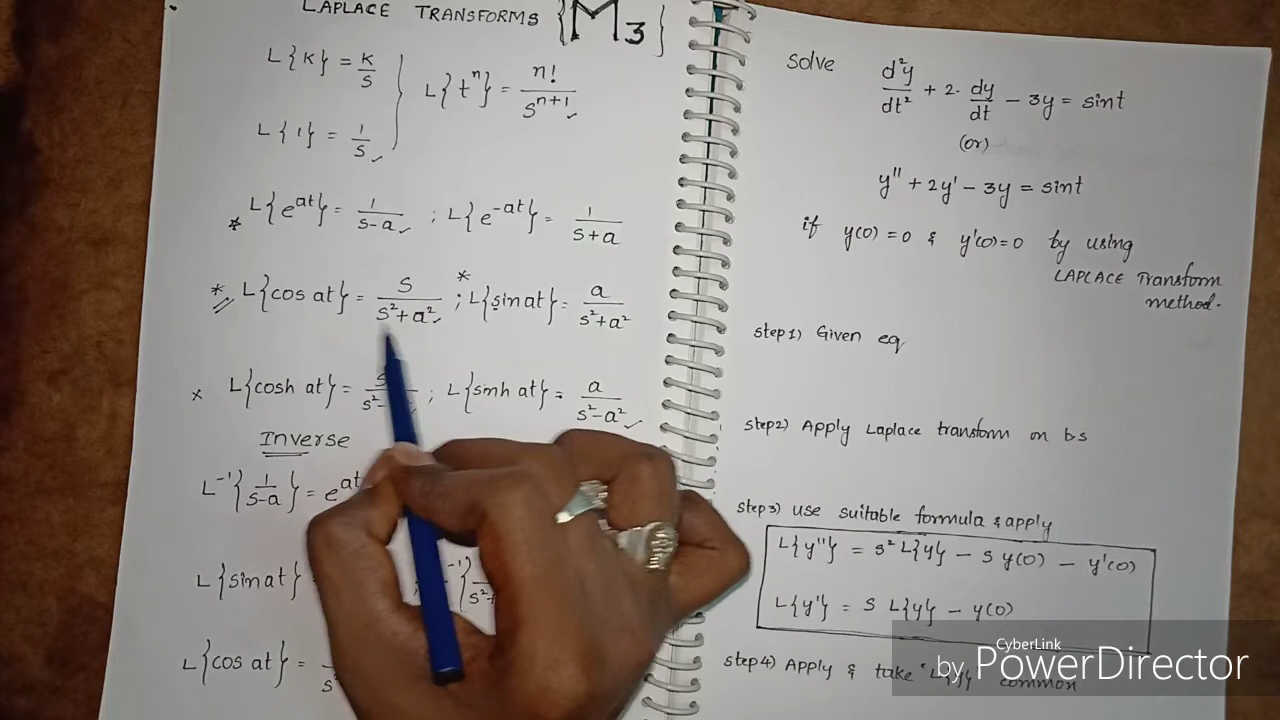 LAPLACE TRANSFORMS {M3}
L{K} = K/S
L{1} = 1/S
L{t^n} = n!/S^(n+1)
* L{e^at} = 1/(S-a) ; L{e^-at} = 1/(S+a)
* L{cos at} = S/(S²+a²) ; * L{sin at} = a/(S²+a²)
* L{cosh at} = S/S²- ; L{sinh at} = a/(S²-a²)
Inverse
L⁻¹{1/(S-a)} = e^at
L{sin at}
L{cos at} =
Solve d²y/dt² + 2. dy/dt - 3y = sint
(or)
y'' + 2y' - 3y = sint
if y(0) = 0 & y'(0) = 0 by using
LAPLACE Transform
method.
step1) Given eq
step2) Apply Laplace transform on b.s
step3) use suitable formula & apply
L{y''} = S² L{y} - S y(0) - y'(0)
L{y'} = S L{y} - y(0)
step4) Apply & take L{y} common
CyberLink
by PowerDirector